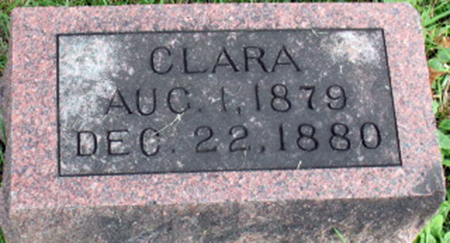 CLARA
AUG. 1, 1879
DEC. 22, 1880